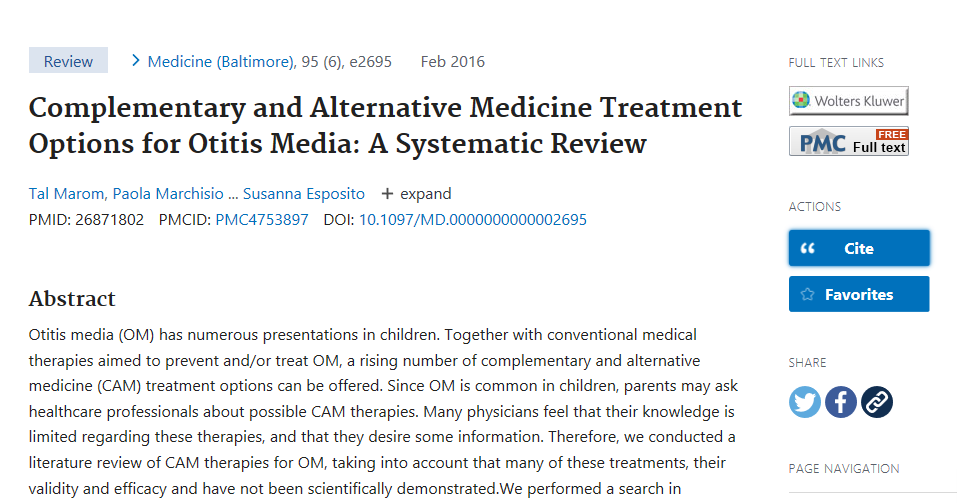 Review
Medicine (Baltimore), 95 (6), e2695
Feb 2016
Complementary and Alternative Medicine Treatment
Options for Otitis Media: A Systematic Review
Tal Marom, Paola Marchisio ... Susanna Esposito + expand
PMID: 26871802 PMCID: PMC4753897 DOI: 10.1097/MD.0000000000002695
Abstract
Otitis media (OM) has numerous presentations in children. Together with conventional medical
therapies aimed to prevent and/or treat OM, a rising number of complementary and alternative
medicine (CAM) treatment options can be offered. Since OM is common in children, parents may ask
healthcare professionals about possible CAM therapies. Many physicians feel that their knowledge is
limited regarding these therapies, and that they desire some information. Therefore, we conducted a
literature review of CAM therapies for OM, taking into account that many of these treatments, their
validity and efficacy and have not been scientifically demonstrated.We performed a search in
FULL TEXT LINKS
Wolters Kluwer
PMC FREE
Full text
ACTIONS
Cite
Favorites
SHARE
PAGE NAVIGATION